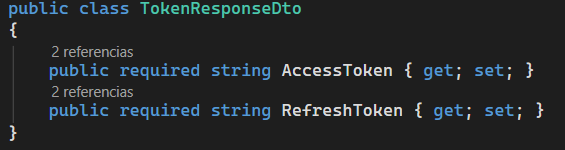 public class TokenResponseDto
{
2 referencias
public required string AccessToken { get; set; }
2 referencias
public required string RefreshToken { get; set; }
}